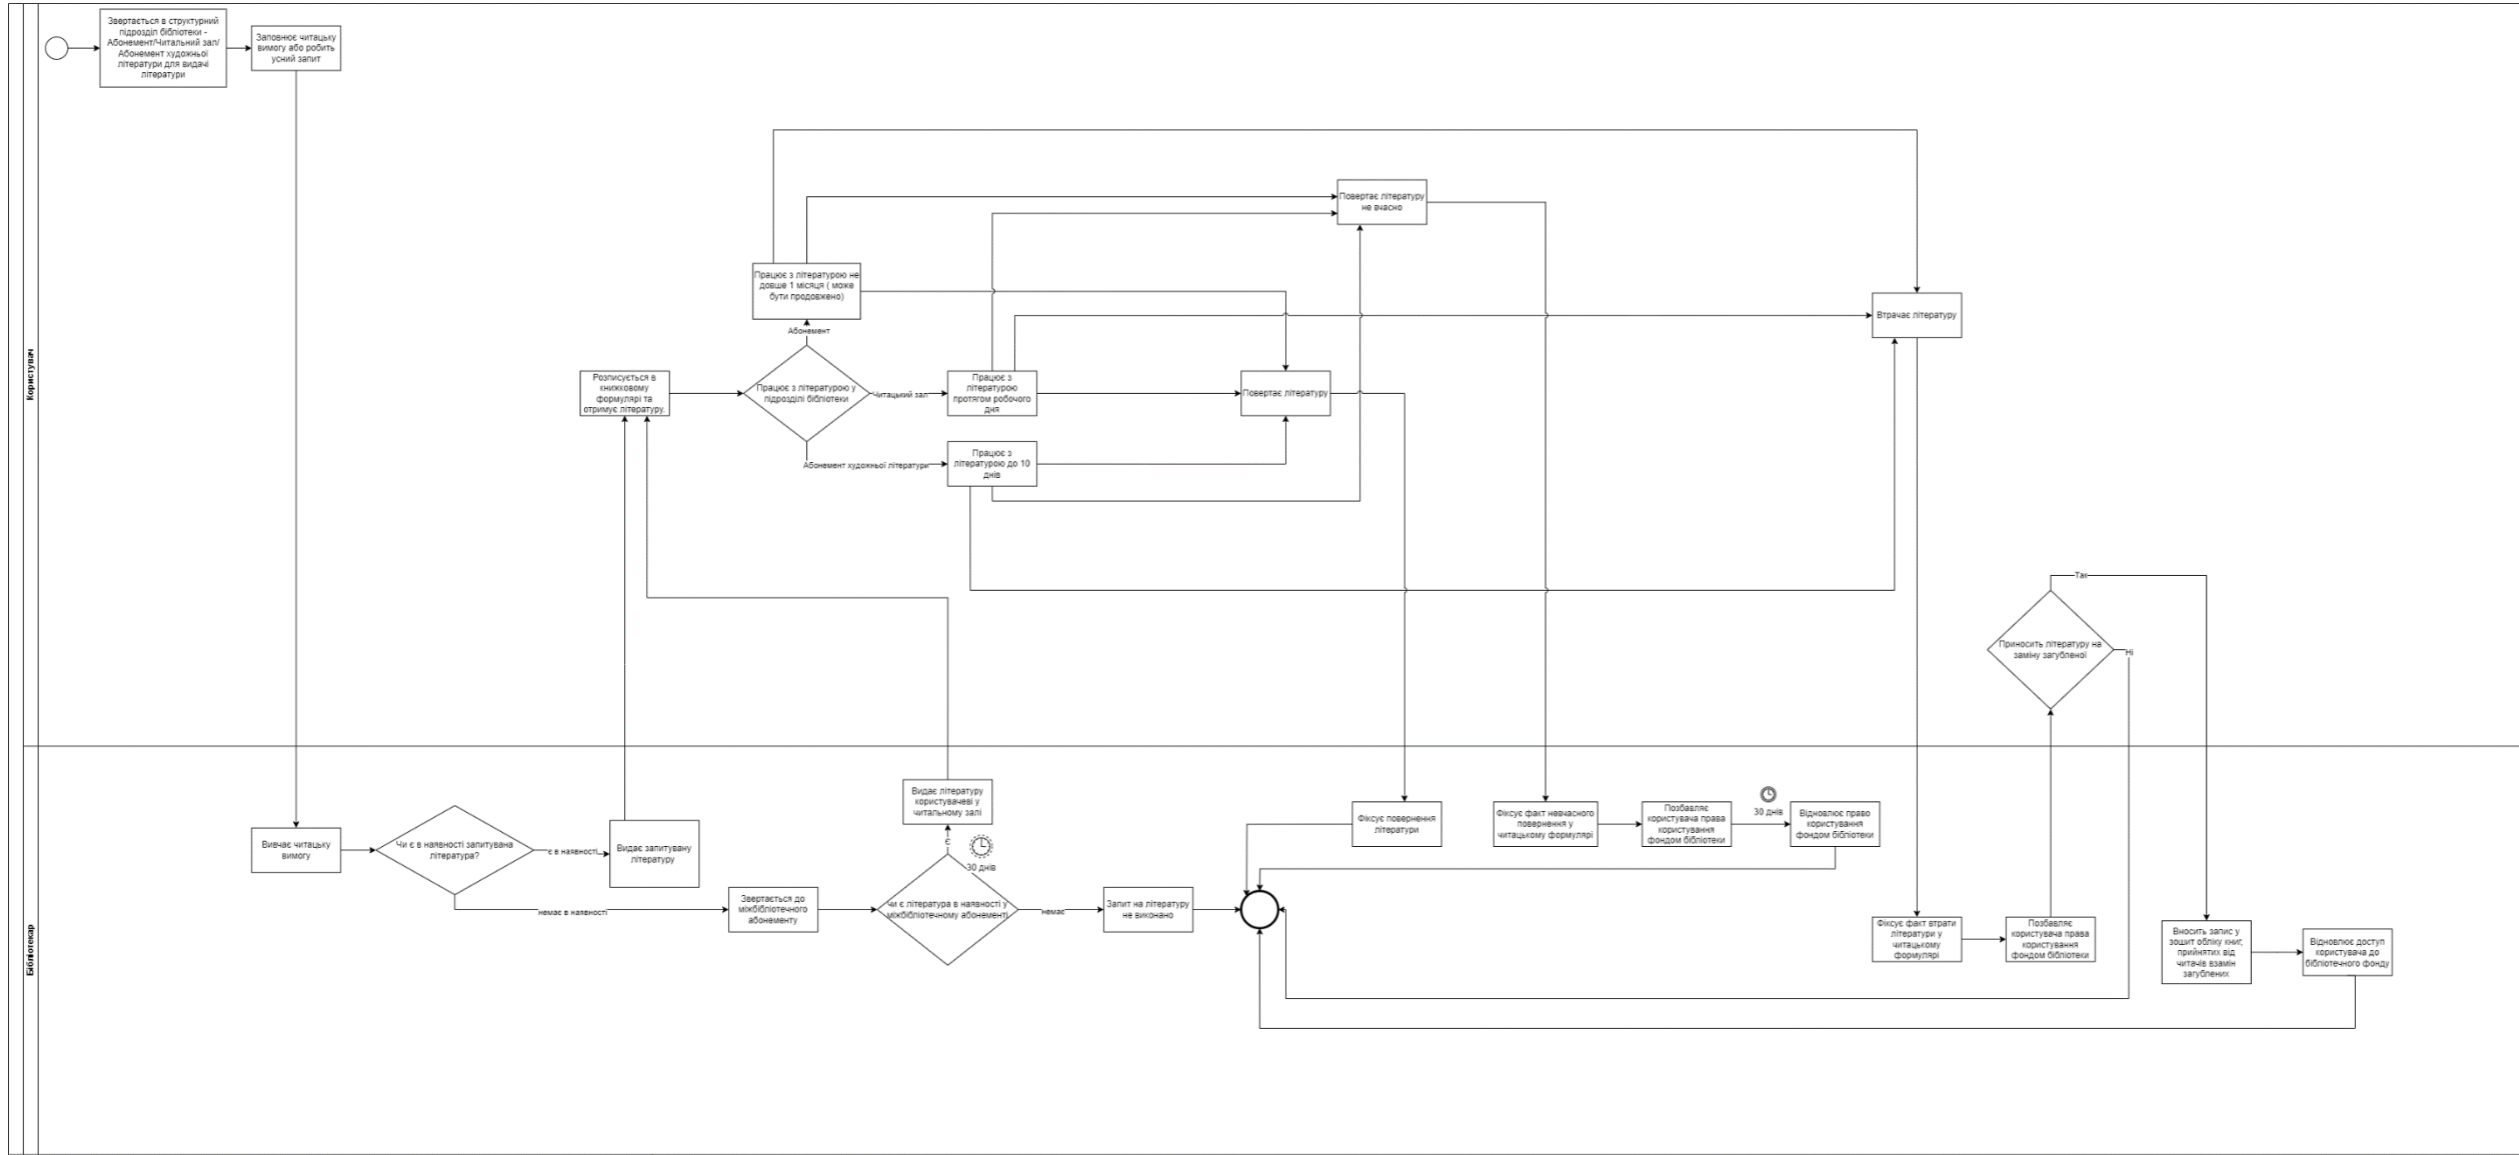 Звертається в структурний
підрозділ бібліотеки -
Абонемент/Читальний зал/
Абонемент художньої
літератури для видачі
літератури
Заповнює читацьку
вимогу або робить
усний запит
Користувач
Повертає літературу
не вчасно
Працює з літературою не
довше 1 місяця ( може
бути продовжено)
Абонемент
Втрачає літературу
Розписується в
книжковому
формулярі та
отримує літературу.
Працює з літературою у
підрозділі бібліотеки
Читацький зал
Працює з
літературою
протягом робочого
дня
Повертає літературу
Абонемент художньої літератури
Працює з
літературою до 10
днів
Так
Приносить літературу на
заміну загубленої
Ні
Бібліотекар
Вивчає читацьку
вимогу
Чи є в наявності запитувана
література?
є в наявності
Видає запитувану
літературу
немає в наявності
Звертається до
міжбібліотечного
абонементу
Видає літературу
користувачеві у
читальному залі
Є
30 днів
чи є література в наявності у
міжбібліотечному абонементі
немає
Запит на літературу
не виконано
Фіксує повернення
літератури
Фіксує факт невчасного
повернення у
читацькому формулярі
Позбавляє
користувача права
користування
фондом бібліотеки
30 днів
Відновлює право
користування
фондом бібліотеки
Фіксує факт втрати
літератури у
читацькому
формулярі
Позбавляє
користувача права
користування
фондом бібліотеки
Вносить запис у
зошит обліку книг,
прийнятих від
читачів взамін
загублених
Відновлює доступ
користувача до
бібліотечного фонду